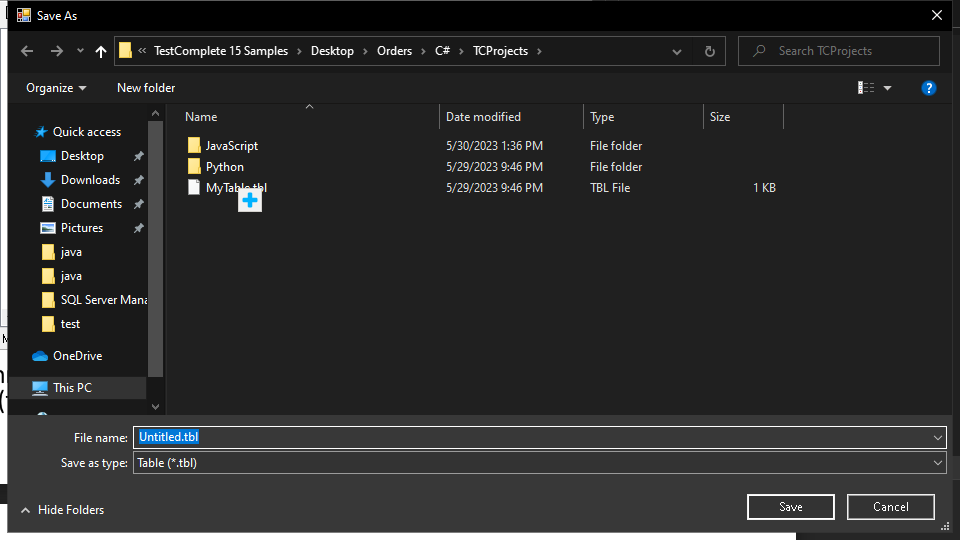 Save As
TestComplete 15 Samples
Desktop
Orders
C#
TCProjects
Search TCProjects
Organize
New folder
Name
Date modified
Type
Size
Quick access
Desktop
Downloads
Documents
Pictures
java
java
SQL Server Mana
test
OneDrive
This PC
JavaScript 5/30/2023 1:36 PM File folder
Python 5/29/2023 9:46 PM File folder
MyTable.tbl 5/29/2023 9:46 PM TBL File 1 KB
File name: Untitled.tbl
Save as type: Table (*.tbl)
Hide Folders
Save
Cancel